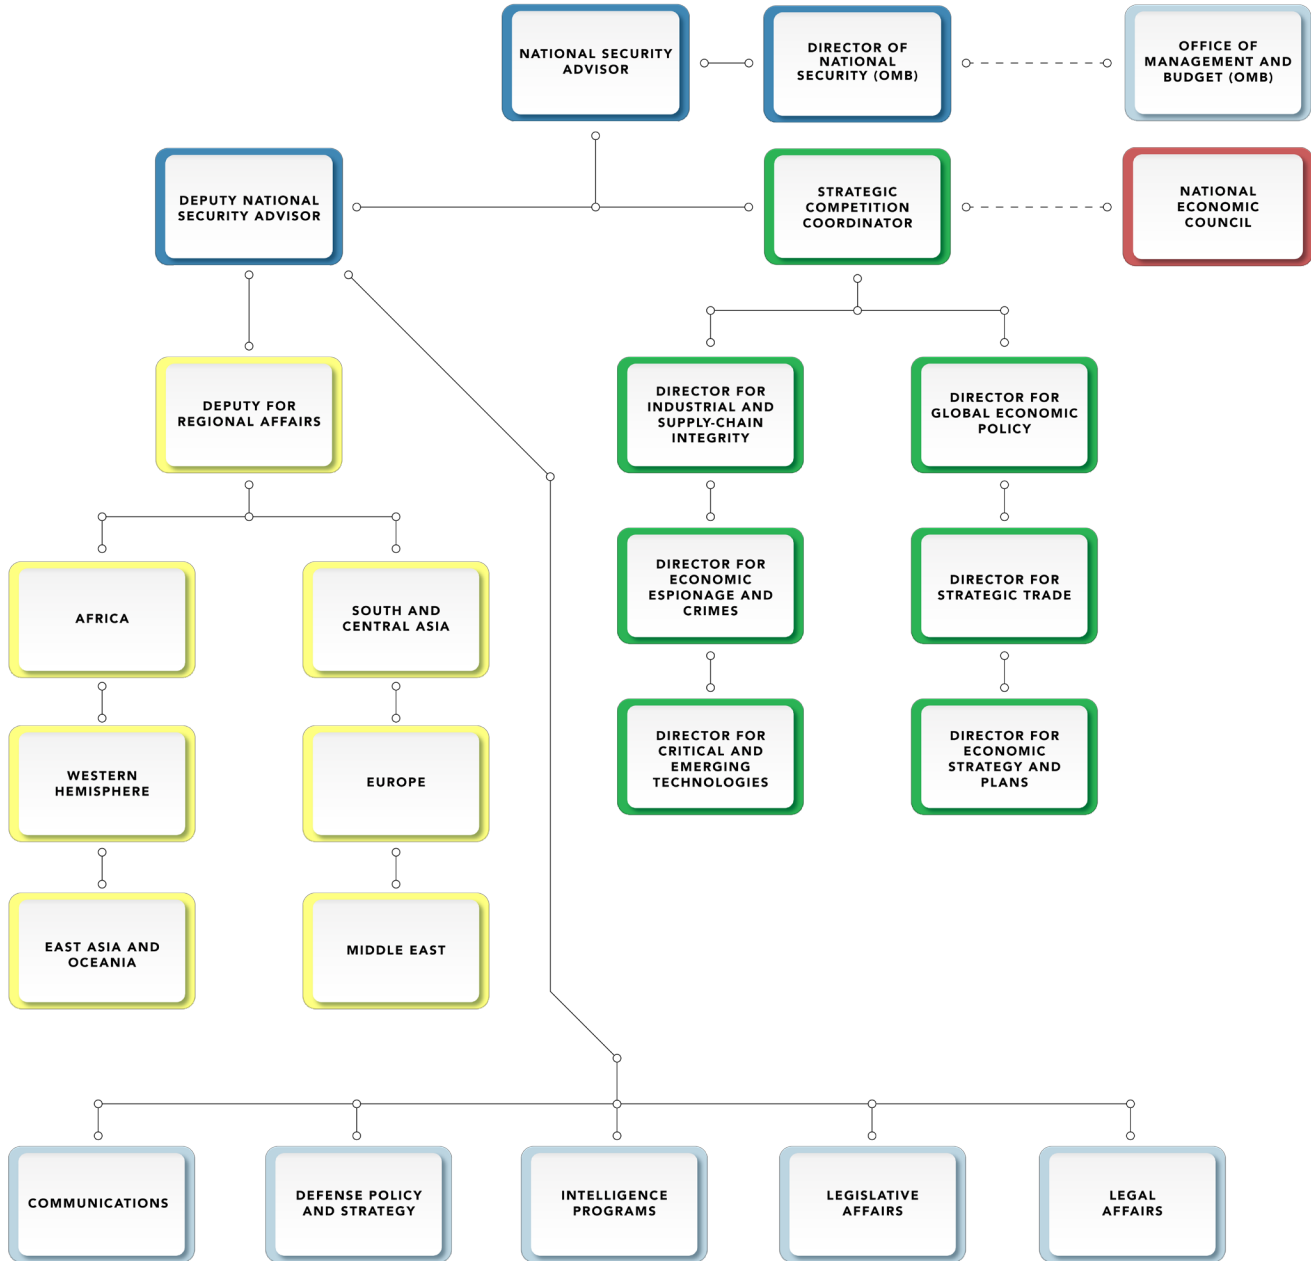 NATIONAL SECURITY
ADVISOR
DIRECTOR OF
NATIONAL
SECURITY (OMB)
OFFICE OF
MANAGEMENT AND
BUDGET (OMB)
DEPUTY NATIONAL
SECURITY ADVISOR
STRATEGIC
COMPETITION
COORDINATOR
NATIONAL
ECONOMIC
COUNCIL
DEPUTY FOR
REGIONAL AFFAIRS
DIRECTOR FOR
INDUSTRIAL AND
SUPPLY-CHAIN
INTEGRITY
DIRECTOR FOR
GLOBAL ECONOMIC
POLICY
AFRICA
SOUTH AND
CENTRAL ASIA
DIRECTOR FOR
ECONOMIC
ESPIONAGE AND
CRIMES
DIRECTOR FOR
STRATEGIC TRADE
WESTERN
HEMISPHERE
EUROPE
DIRECTOR FOR
CRITICAL AND
EMERGING
TECHNOLOGIES
DIRECTOR FOR
ECONOMIC
STRATEGY AND
PLANS
EAST ASIA AND
OCEANIA
MIDDLE EAST
COMMUNICATIONS
DEFENSE POLICY
AND STRATEGY
INTELLIGENCE
PROGRAMS
LEGISLATIVE
AFFAIRS
LEGAL
AFFAIRS